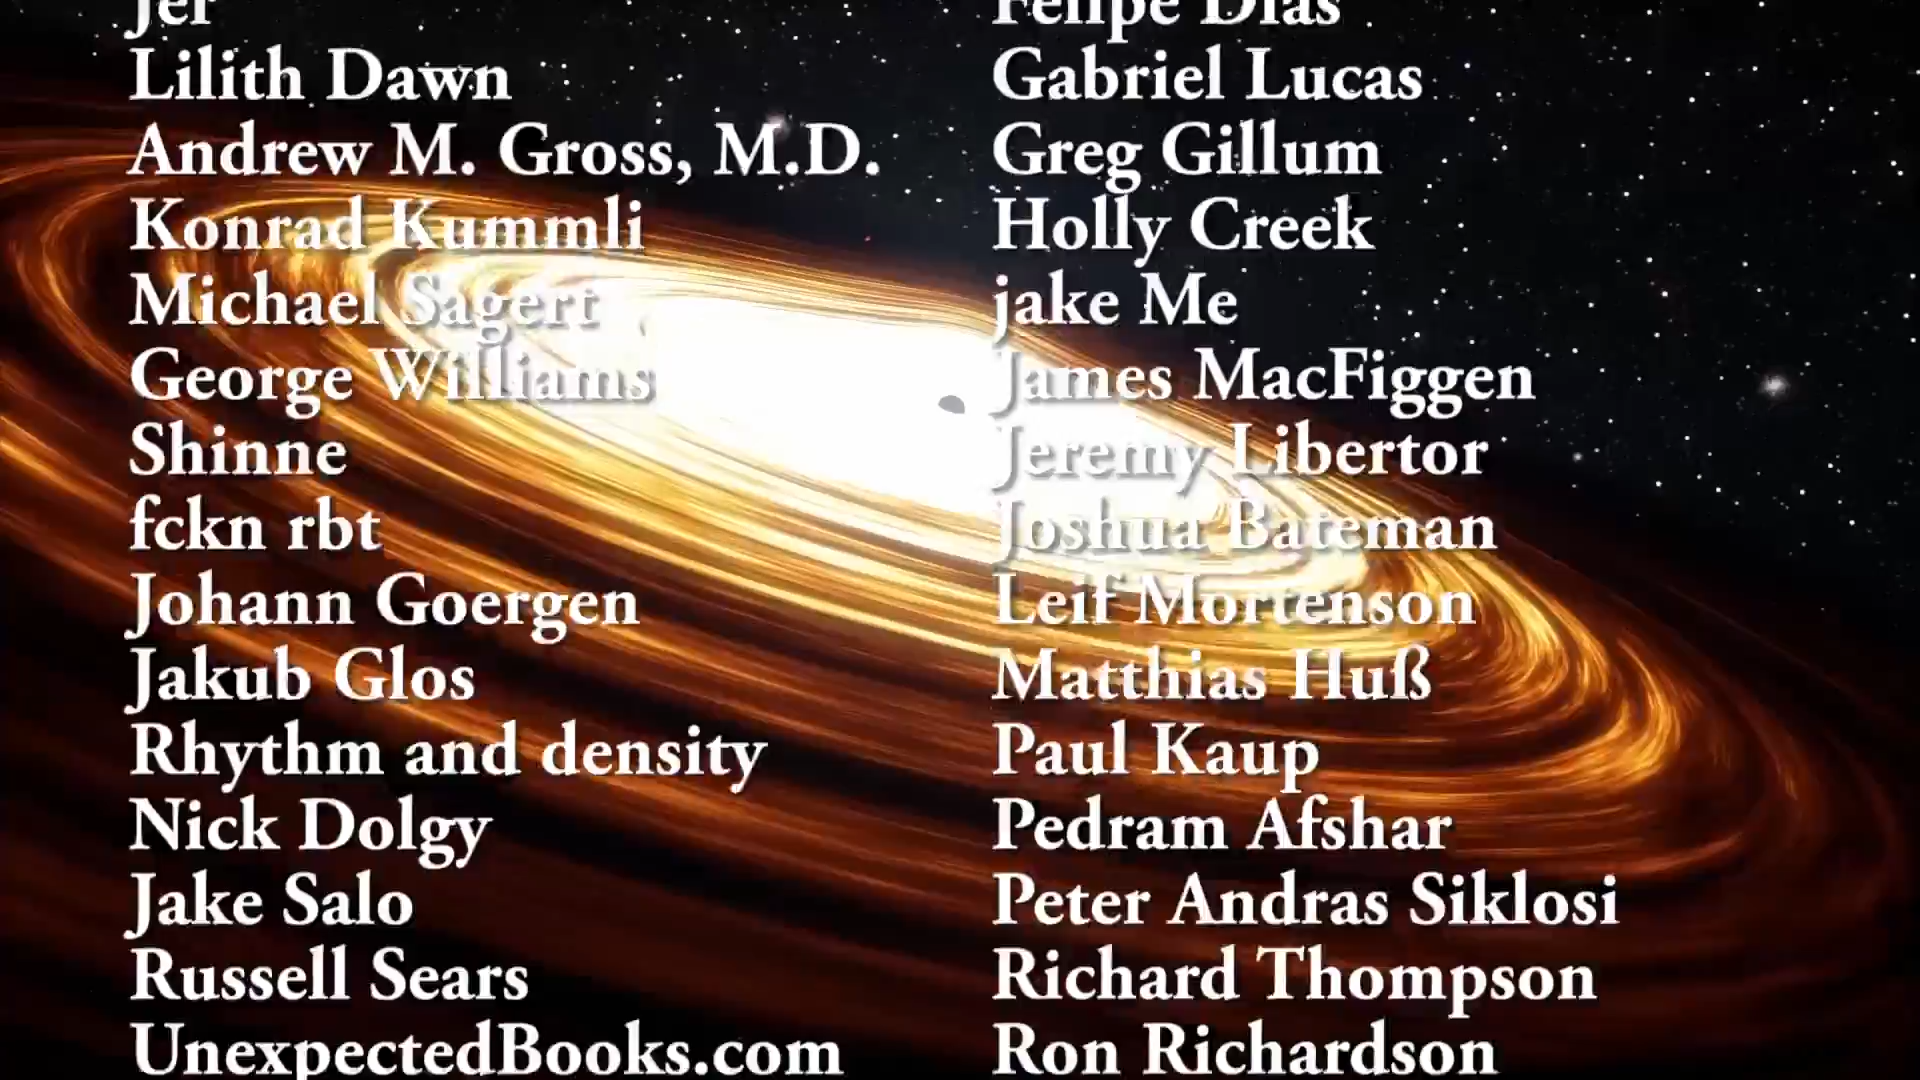 Jer
Lilith Dawn
Andrew M. Gross, M.D.
Konrad Kummli
Michael Sagert
George Williams
Shinne
fckn rbt
Johann Goergen
Jakub Glos
Rhythm and density
Nick Dolgy
Jake Salo
Russell Sears
UnexpectedBooks.com
Felipe Dias
Gabriel Lucas
Greg Gillum
Holly Creek
jake Me
James MacFiggen
Jeremy Libertor
Joshua Bateman
Leif Mortenson
Matthias Huß
Paul Kaup
Pedram Afshar
Peter Andras Siklosi
Richard Thompson
Ron Richardson